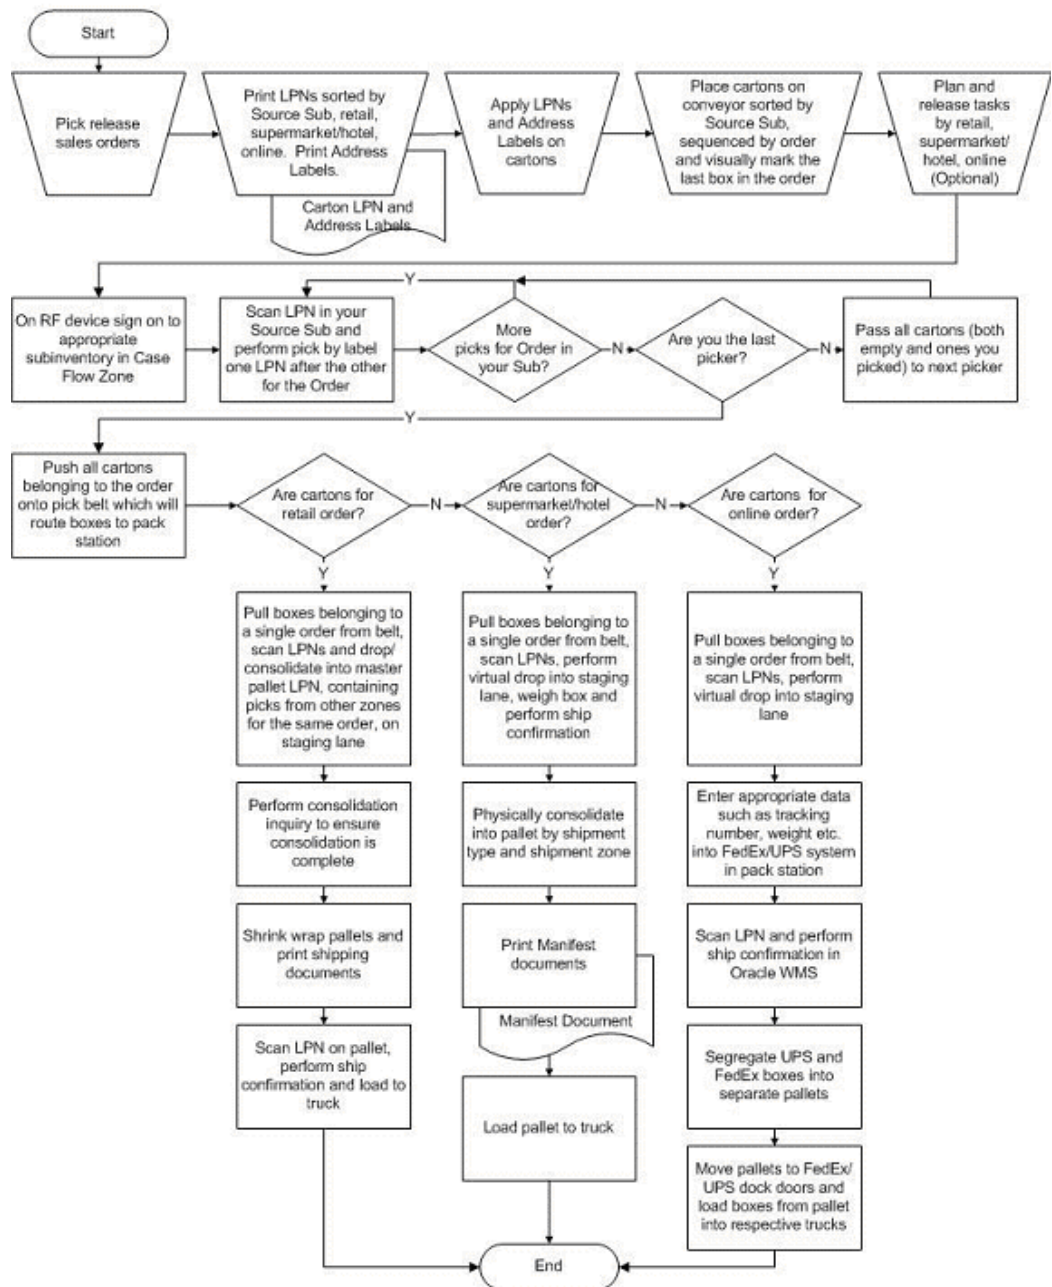 Start
Pick release
sales orders
Print LPNs sorted by
Source Sub, retail,
supermarket/hotel,
online. Print Address
Labels.
Carton LPN and
Address Labels
Apply LPNs
and Address
Labels on
cartons
Place cartons on
conveyor sorted by
Source Sub,
sequenced by order
and visually mark the
last box in the order
Plan and
release tasks
by retail,
supermarket/
hotel, online
(Optional)
Y
On RF device sign on to
appropriate
subinventory in Case
Flow Zone
Scan LPN in your
Source Sub and
perform pick by label
one LPN after the other
for the Order
More
picks for Order in
your Sub?
N
Are you the last
picker?
N
Pass all cartons (both
empty and ones you
picked) to next picker
Y
Push all cartons
belonging to the order
onto pick belt which will
route boxes to pack
station
Are cartons for
retail order?
N
Are cartons for
supermarket/hotel
order?
N
Are cartons for
online order?
Y
Y
Y
Pull boxes belonging to
a single order from belt,
scan LPNs and drop/
consolidate into master
pallet LPN, containing
picks from other zones
for the same order, on
staging lane
Pull boxes belonging to
a single order from belt,
scan LPNs, perform
virtual drop into staging
lane, weigh box and
perform ship
confirmation
Pull boxes belonging to
a single order from belt,
scan LPNs, perform
virtual drop into staging
lane
Perform consolidation
inquiry to ensure
consolidation is
complete
Physically consolidate
into pallet by shipment
type and shipment zone
Enter appropriate data
such as tracking
number, weight etc.
into FedEx/UPS system
in pack station
Shrink wrap pallets and
print shipping
documents
Print Manifest
documents
Manifest Document
Scan LPN and perform
ship confirmation in
Oracle WMS
Scan LPN on pallet,
perform ship
confirmation and load to
truck
Load pallet to truck
Segregate UPS and
FedEx boxes into
separate pallets
Move pallets to FedEx/
UPS dock doors and
load boxes from pallet
into respective trucks
End